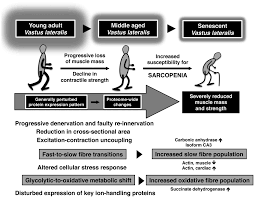 Young adult
Vastus lateralis
Middle aged
Vastus lateralis
Senescent
Vastus lateralis
Progressive loss
of muscle mass
Decline in
contractile strength
Increased
susceptibility for
SARCOPENIA
Generally perturbed
protein expression pattern
Proteome-wide
changes
Severely reduced
muscle mass
and strength
Progressive denervation and faulty re-innervation
Reduction in cross-sectional area
Excitation-contraction uncoupling
Carbonic anhydrase ↑
Isoform CA3
Fast-to-slow fibre transitions
Increased slow fibre population
Altered cellular stress response
Actin, muscle ↓
Actin, cardiac ↑
Glycolytic-to-oxidative metabolic shift
Increased oxidative fibre population
Disturbed expression of key ion-handling proteins
Succinate dehydrogenase ↑